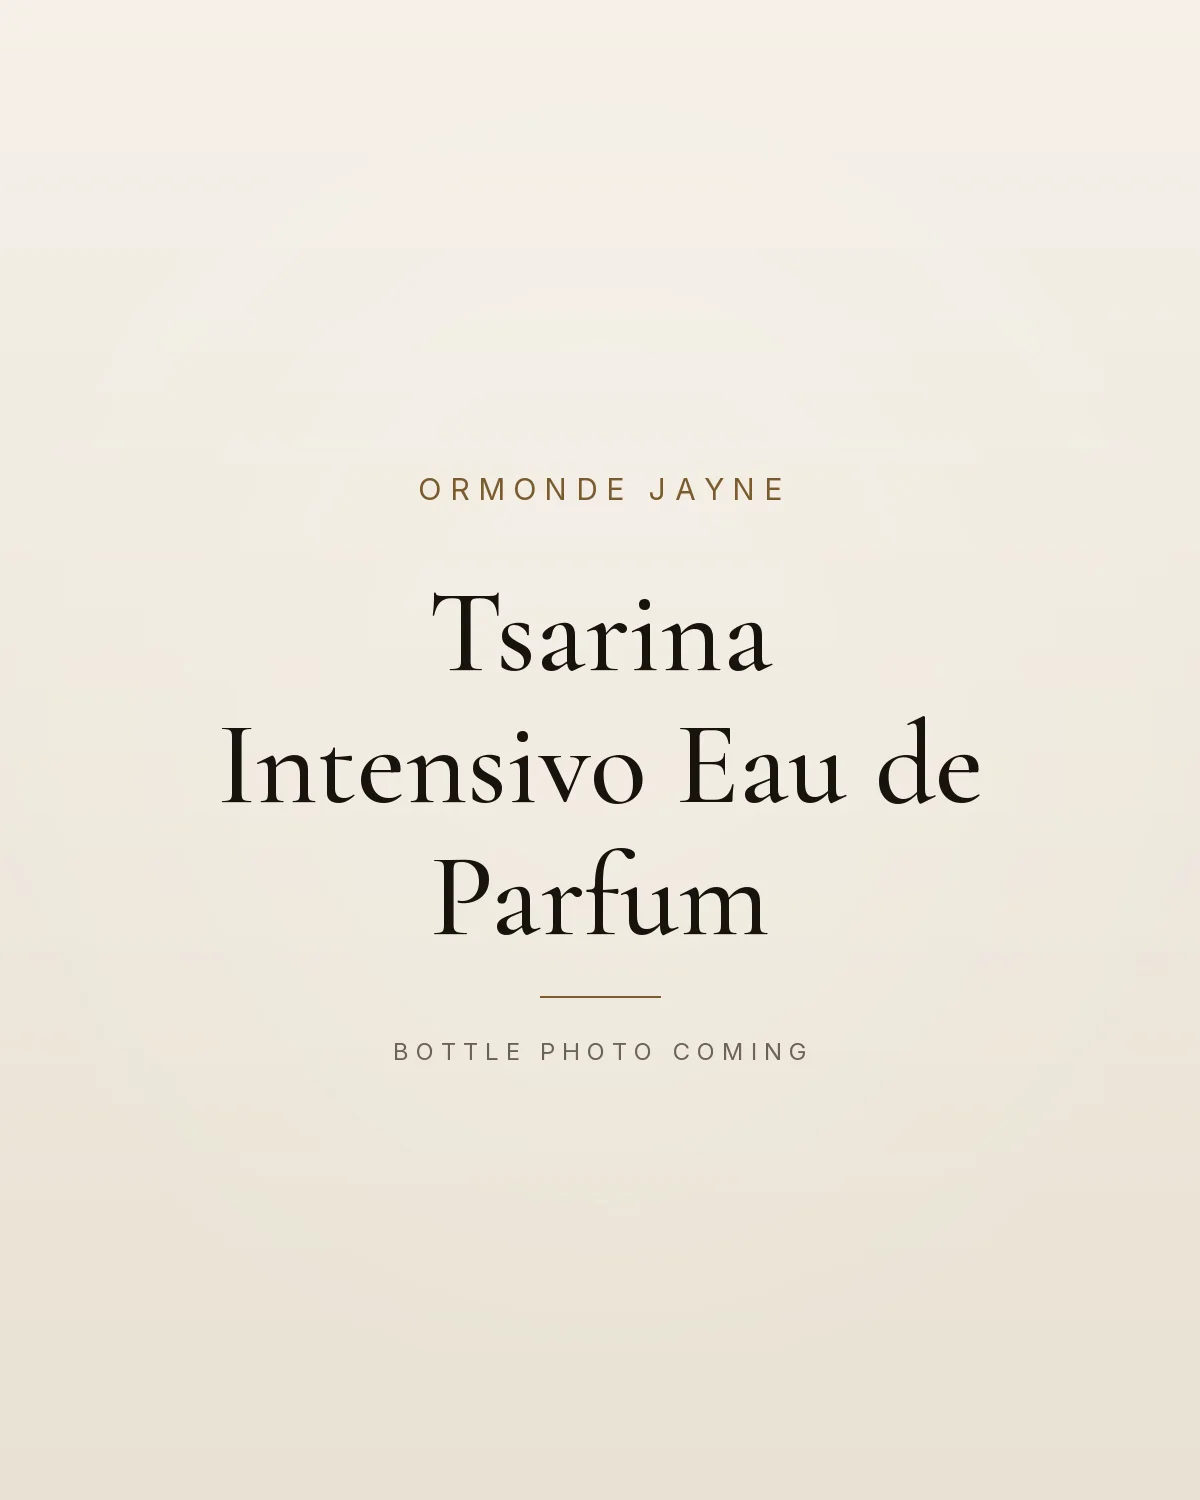 ORMONDE JAYNE
Tsarina
Intensivo Eau de
Parfum
BOTTLE PHOTO COMING